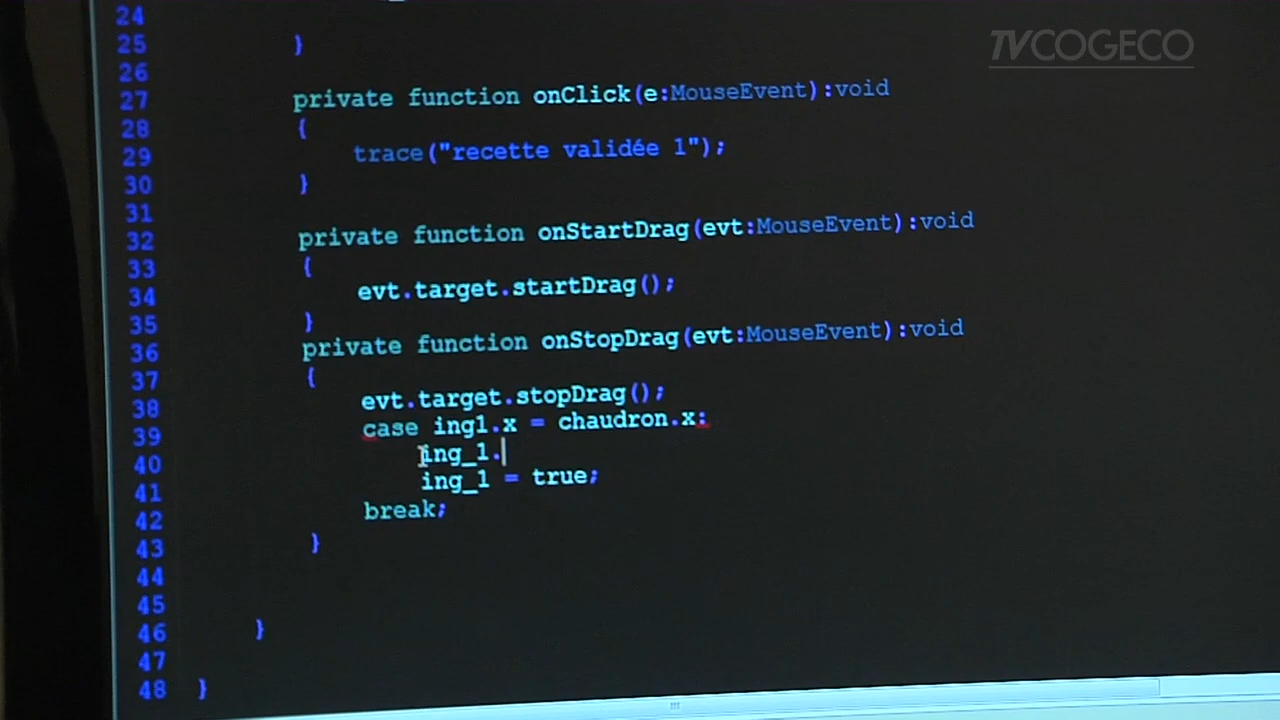 TVCOGECO
24
25 }
26
27 private function onClick(e:MouseEvent):void
28 {
29 trace("recette validée 1");
30 }
31
32 private function onStartDrag(evt:MouseEvent):void
33 {
34 evt.target.startDrag();
35 }
36 private function onStopDrag(evt:MouseEvent):void
37 {
38 evt.target.stopDrag();
39 case ing1.x = chaudron.x:
40 ing_1.
41 ing_1 = true;
42 break;
43 }
44
45
46 }
47
48 }